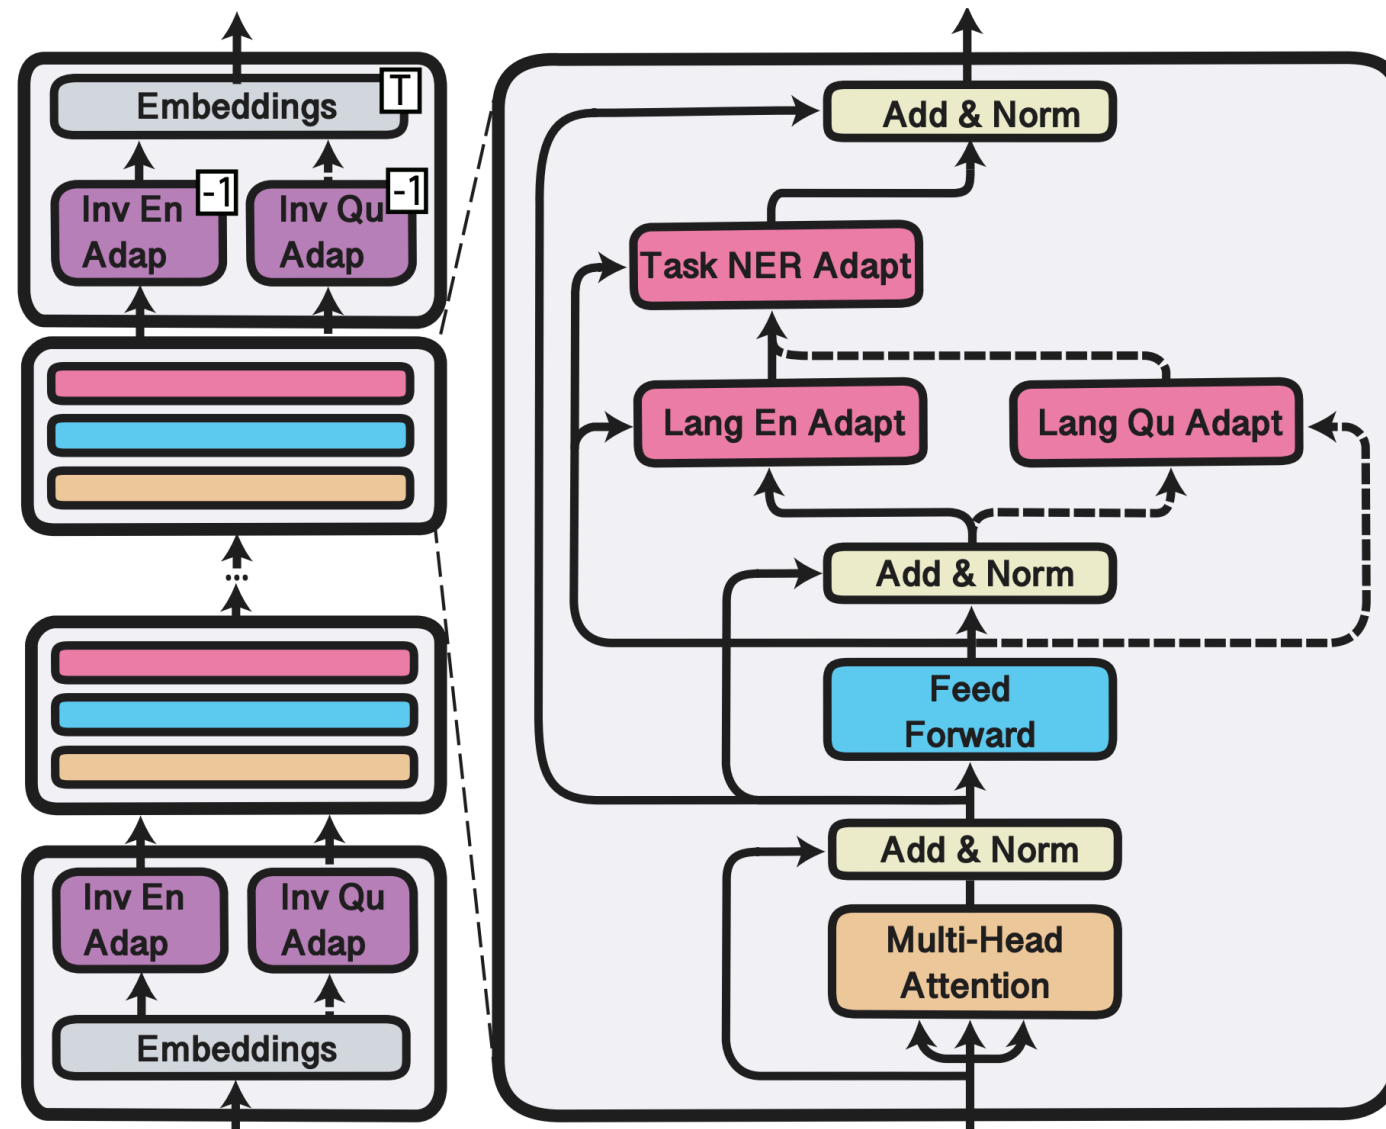 Embeddings
T
Inv En
Adap
-1
Inv Qu
Adap
-1
...
Inv En
Adap
Inv Qu
Adap
Embeddings
Add & Norm
Task NER Adapt
Lang En Adapt
Lang Qu Adapt
Add & Norm
Feed
Forward
Add & Norm
Multi-Head
Attention